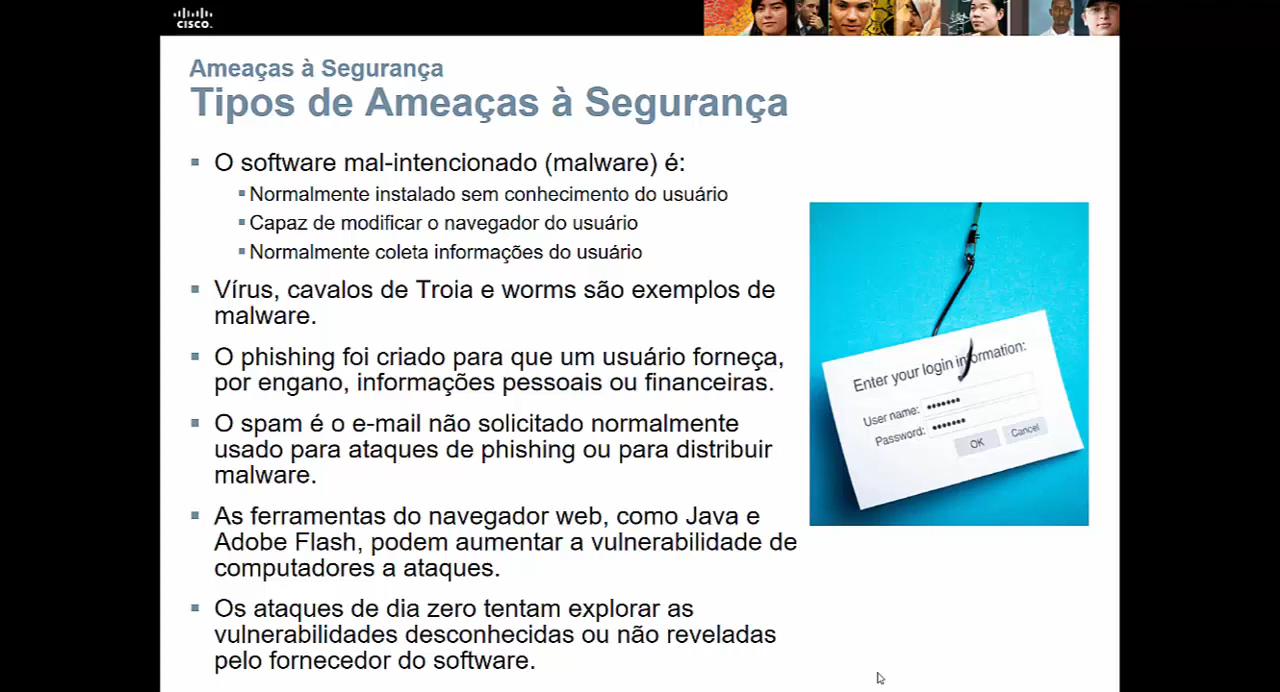 CISCO.
Ameaças à Segurança
Tipos de Ameaças à Segurança
O software mal-intencionado (malware) é:
Normalmente instalado sem conhecimento do usuário
Capaz de modificar o navegador do usuário
Normalmente coleta informações do usuário
Vírus, cavalos de Troia e worms são exemplos de
malware.
O phishing foi criado para que um usuário forneça,
por engano, informações pessoais ou financeiras.
O spam é o e-mail não solicitado normalmente
usado para ataques de phishing ou para distribuir
malware.
As ferramentas do navegador web, como Java e
Adobe Flash, podem aumentar a vulnerabilidade de
computadores a ataques.
Os ataques de dia zero tentam explorar as
vulnerabilidades desconhecidas ou não reveladas
pelo fornecedor do software.
Enter your login information:
User name: •••••••
Password: •••••••
OK Cancel